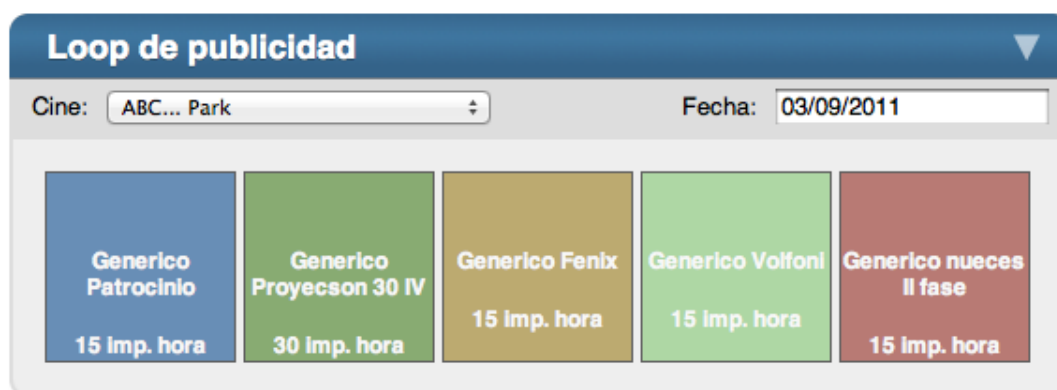 Loop de publicidad
Cine: ABC... Park Fecha: 03/09/2011
Generico Patrocinio
15 imp. hora
Generico Proyecson 30 IV
30 imp. hora
Generico Fenix
15 imp. hora
Generico Volfoni
15 imp. hora
Generico nueces
II fase
15 imp. hora